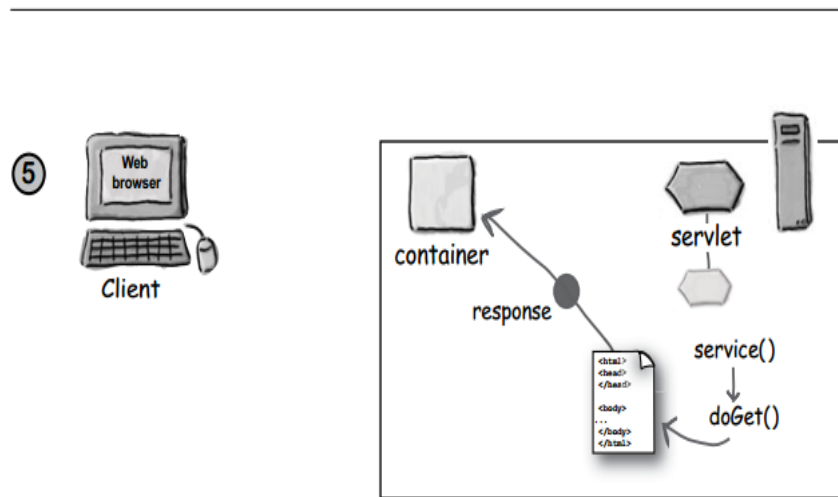 5
Web
browser
Client
container
servlet
response
service()
doGet()
<html>
<head>
</head>
<body>
...
</body>
</html>